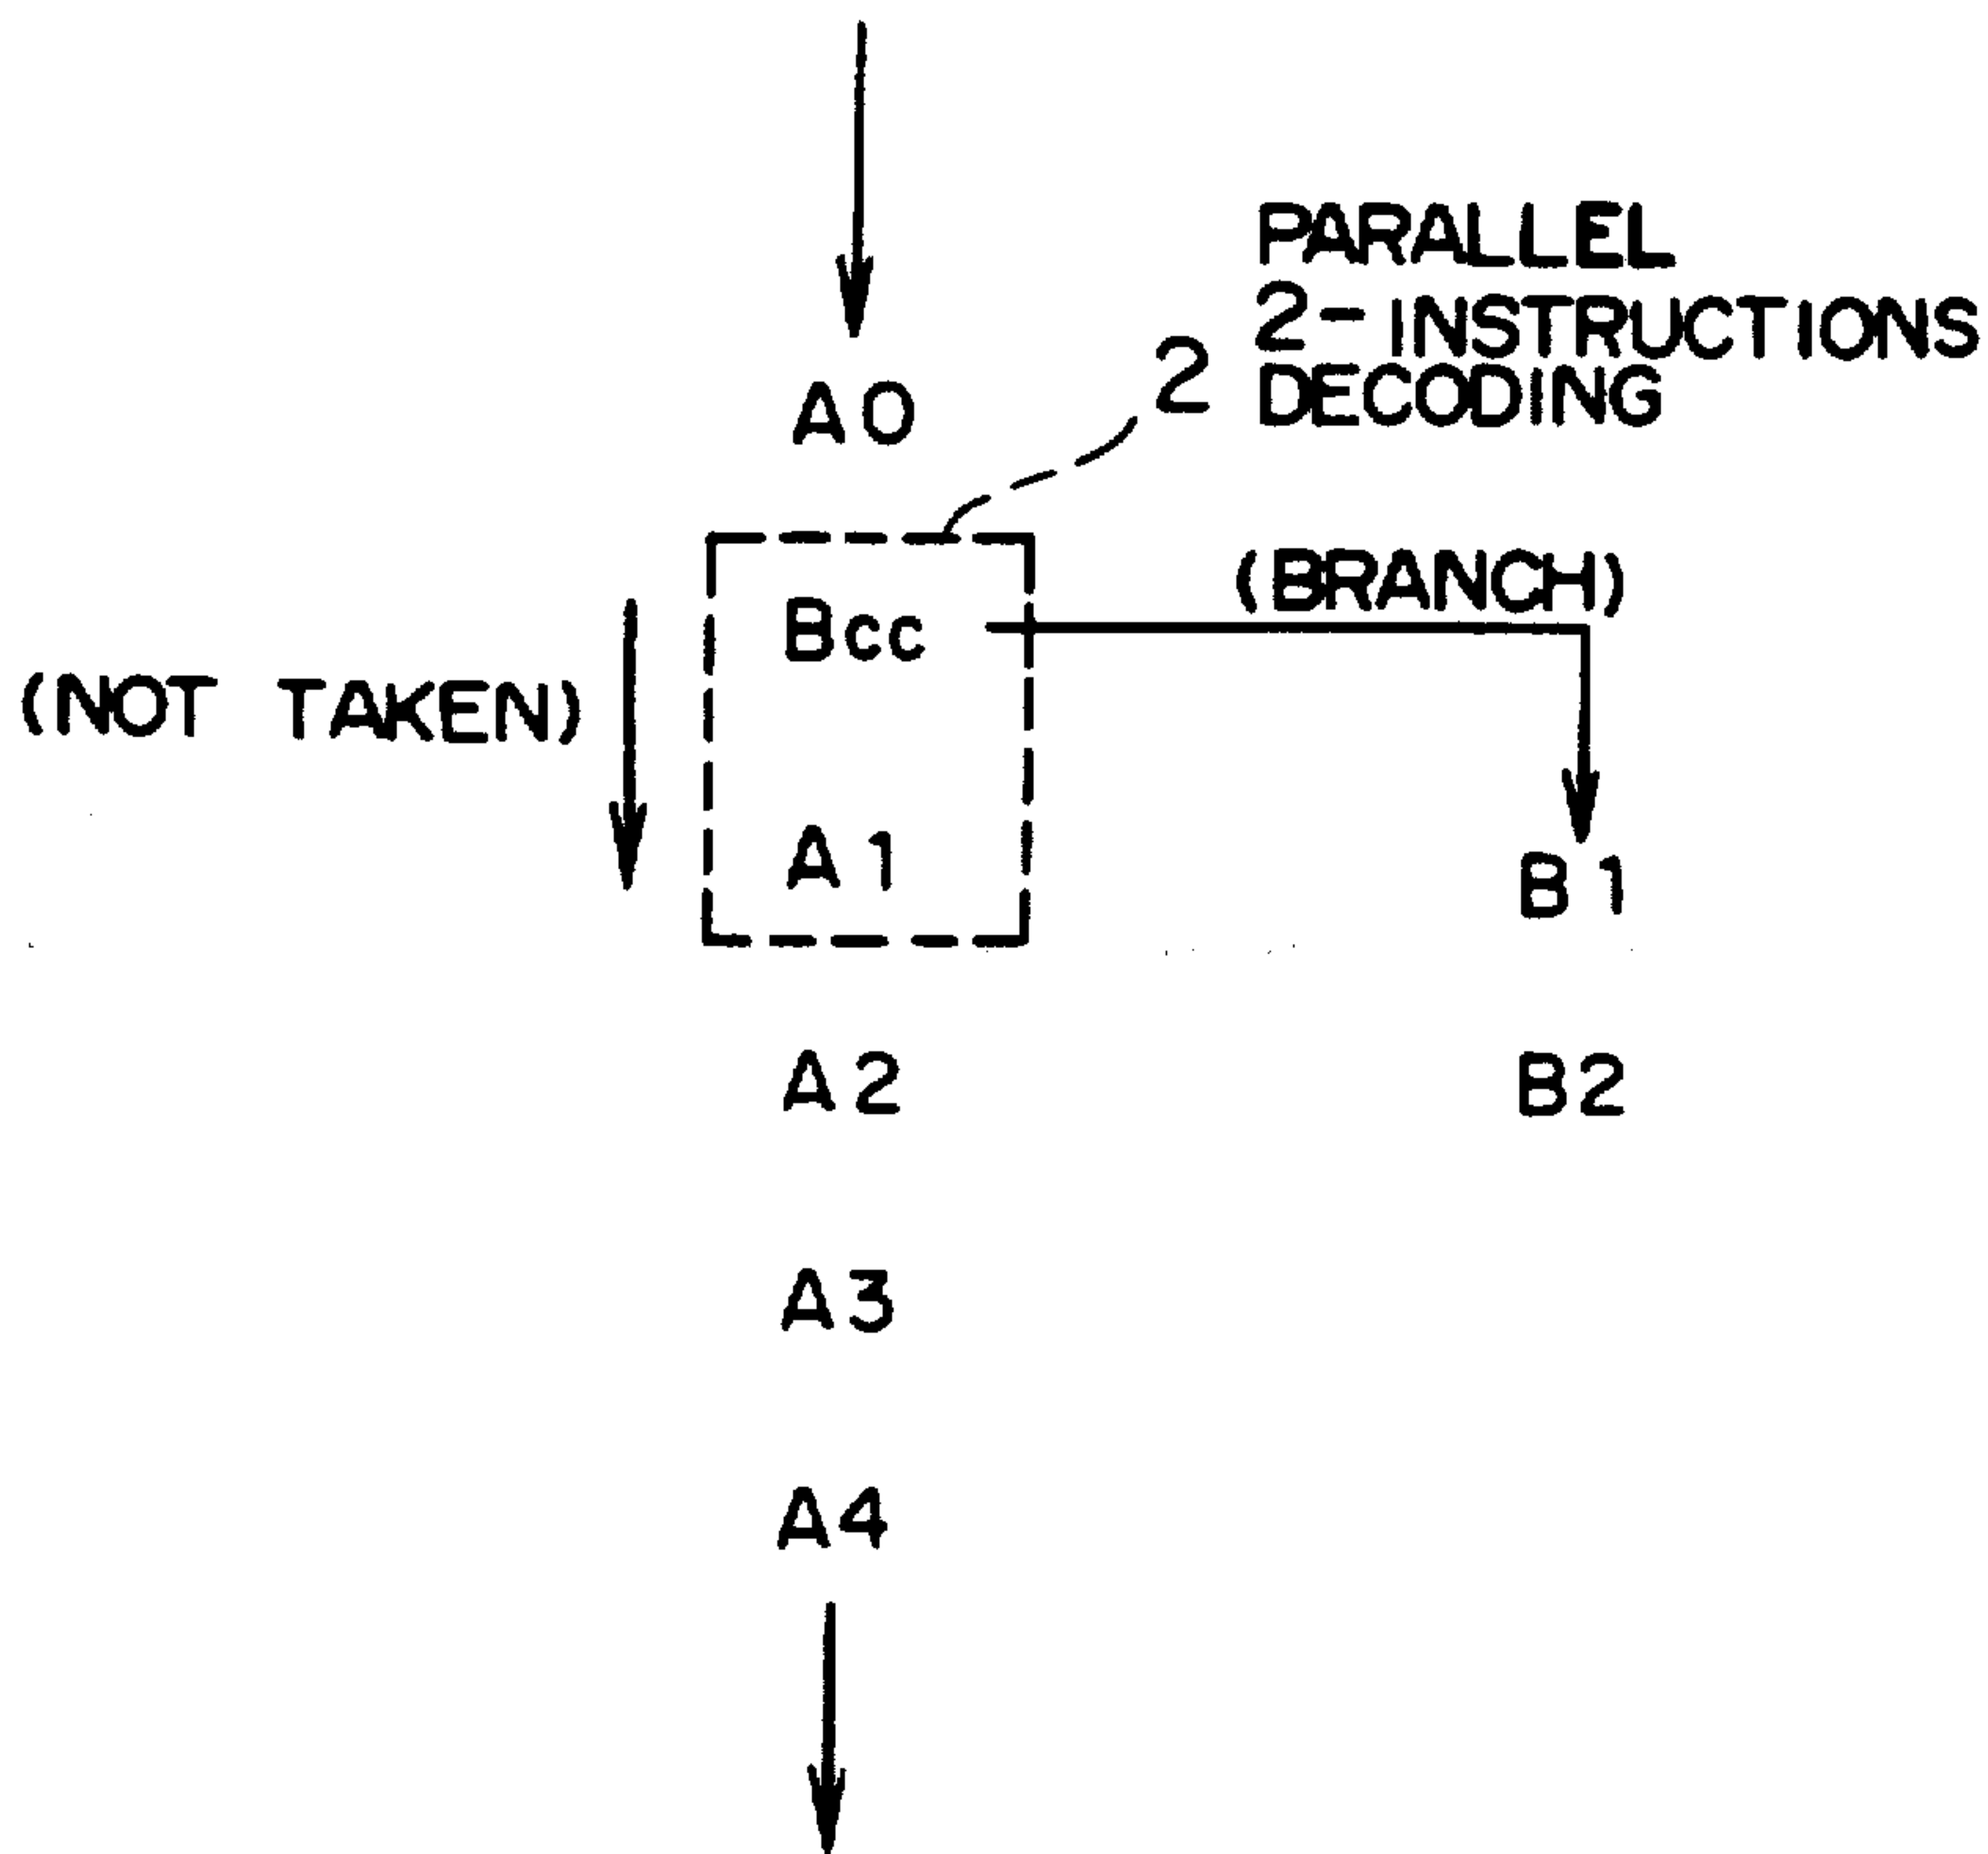 PARALLEL
2-INSTRUCTIONS
DECODING
2
A0
(BRANCH)
Bcc
(NOT TAKEN)
A1
B1
A2
B2
A3
A4